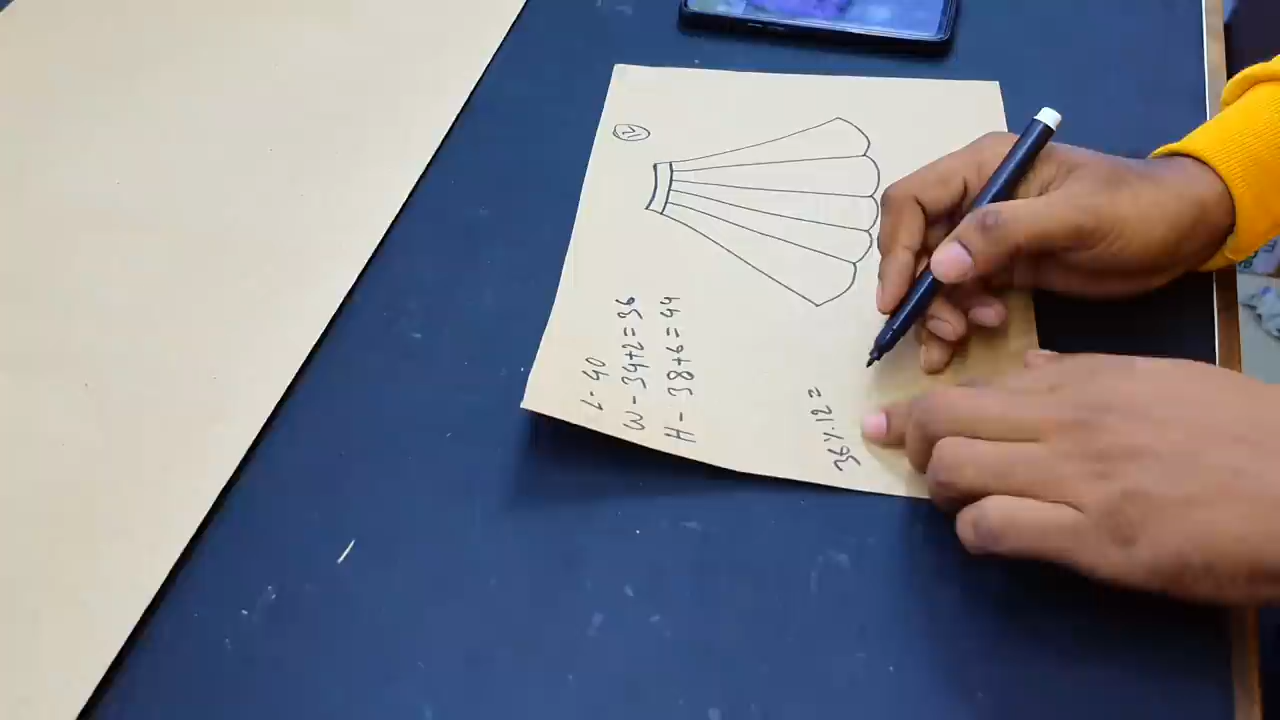 12
L - 40
W - 34+2=36
H - 38+6=44
36 % 12 =